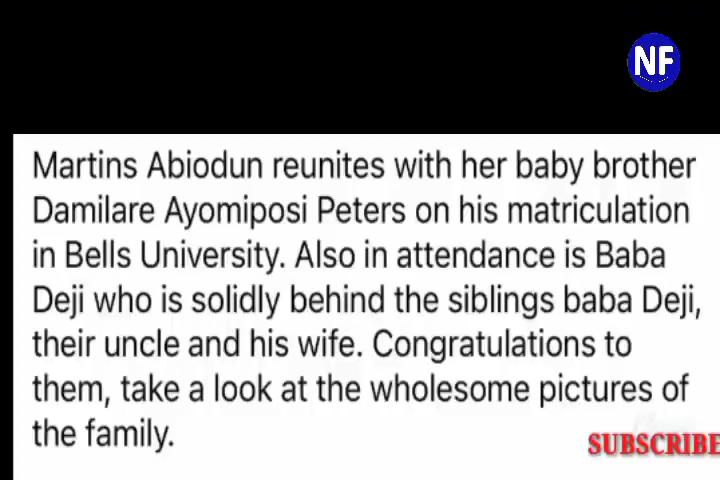 NF
Martins Abiodun reunites with her baby brother
Damilare Ayomiposi Peters on his matriculation
in Bells University. Also in attendance is Baba
Deji who is solidly behind the siblings baba Deji,
their uncle and his wife. Congratulations to
them, take a look at the wholesome pictures of
the family.
SUBSCRIBE